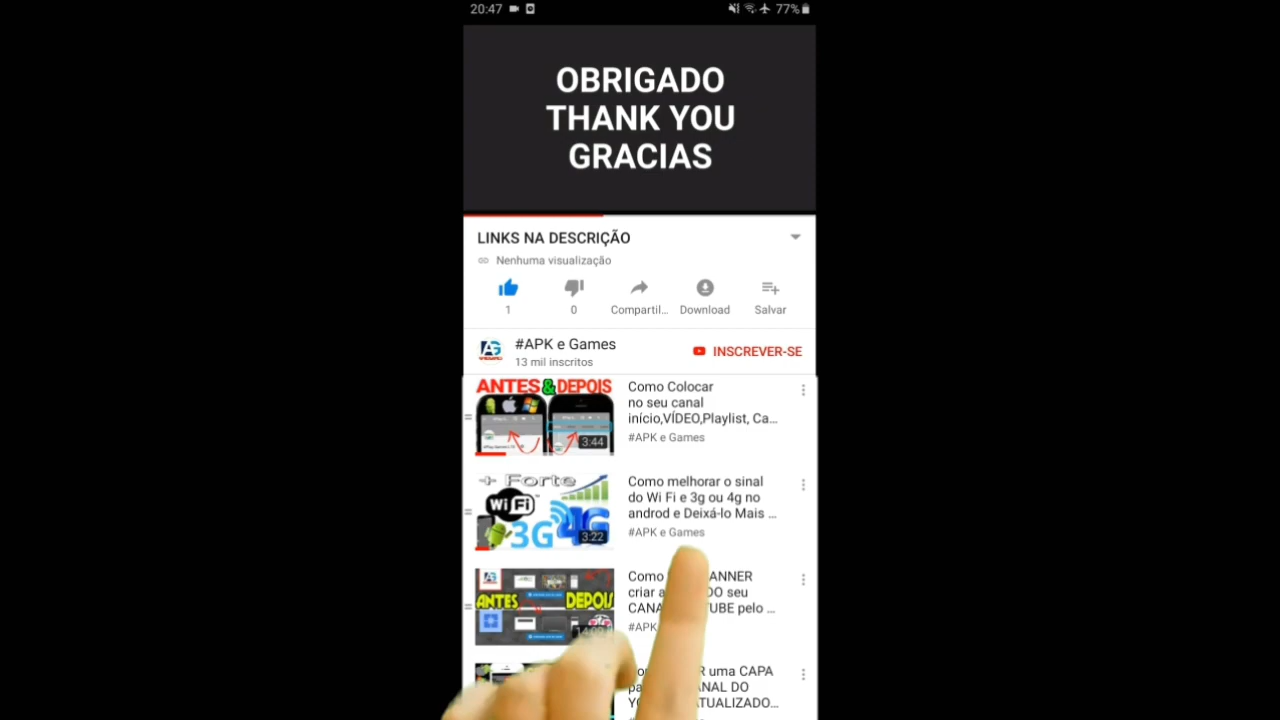 20:47
77%
OBRIGADO
THANK YOU
GRACIAS
LINKS NA DESCRIÇÃO
Nenhuma visualização
1
0
Compartil...
Download
Salvar
#APK e Games
13 mil inscritos
INSCREVER-SE
ANTES&DEPOIS
3:44
Como Colocar
no seu canal
início,VÍDEO,Playlist, Ca...
#APK e Games
+ Forte
Wi Fi
3G
4G
3:22
Como melhorar o sinal
do Wi Fi e 3g ou 4g no
androd e Deixá-lo Mais ...
#APK e Games
ANTES
DEPOIS
Como
ANNER
criar a
DO seu
CANA
TUBE pelo ...
#APK
R uma CAPA
pa
NAL DO
YO
TUALIZADO...